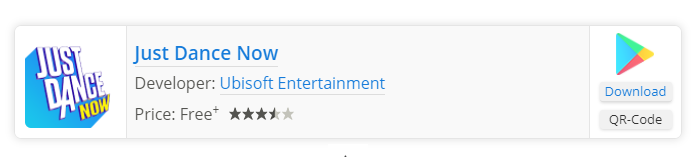 JUST
DANCE
NOW
Just Dance Now
Developer: Ubisoft Entertainment
Price: Free+
Download
QR-Code